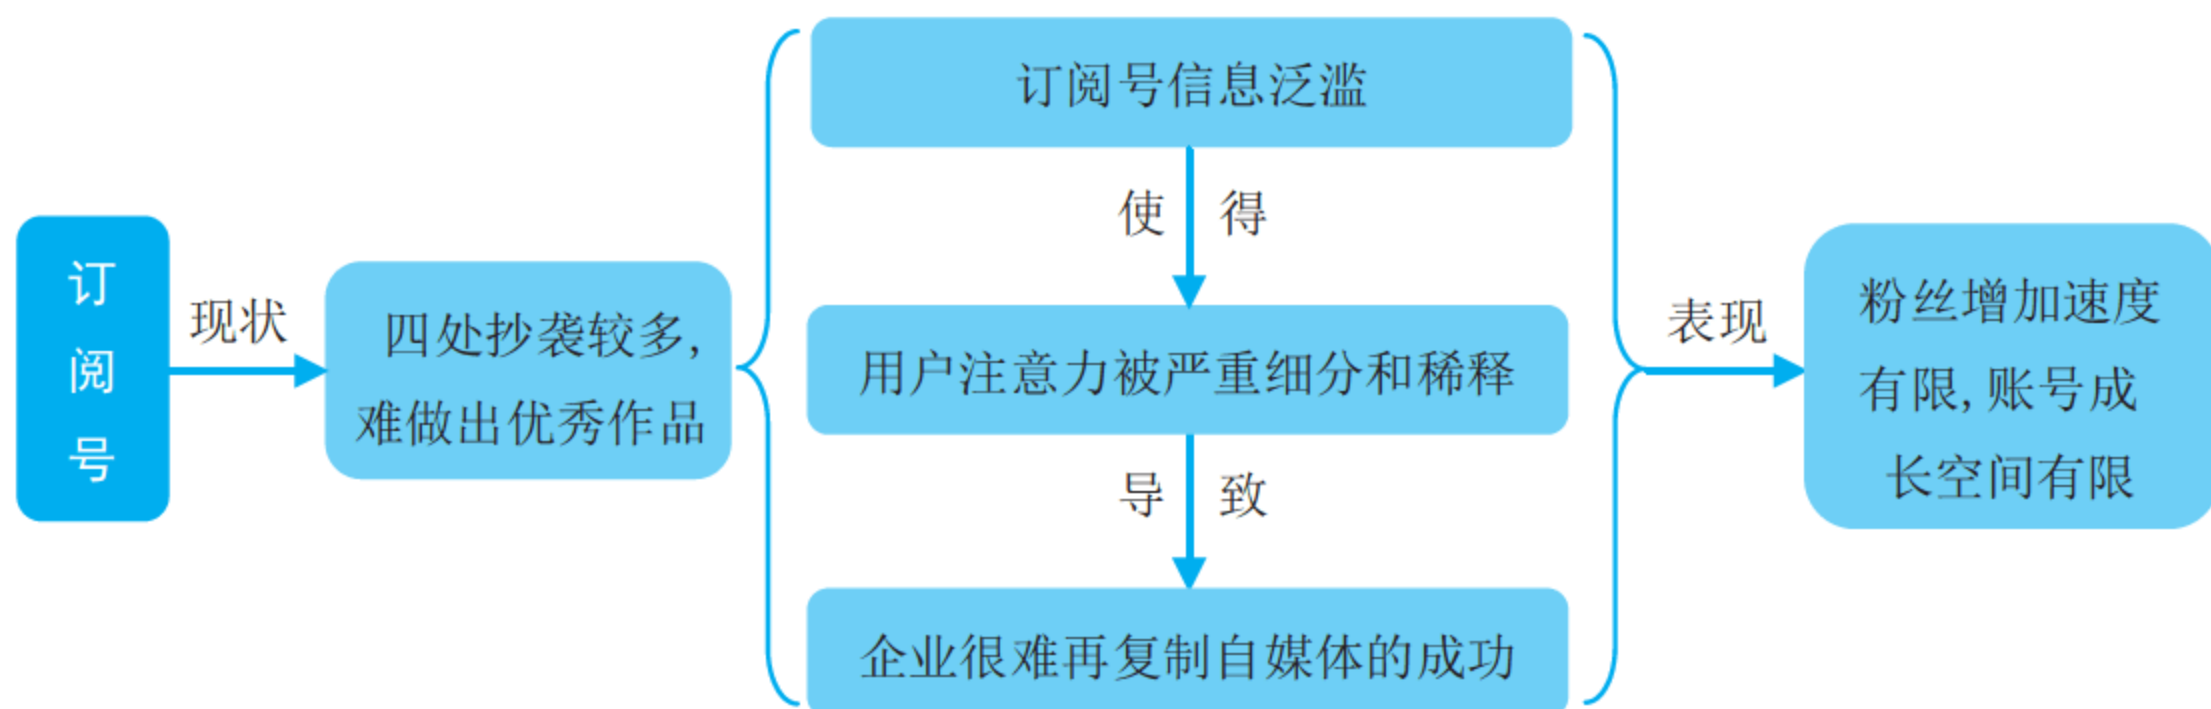 订
阅
号
现状
四处抄袭较多,
难做出优秀作品
订阅号信息泛滥
使 得
用户注意力被严重细分和稀释
导 致
企业很难再复制自媒体的成功
表现
粉丝增加速度
有限,账号成
长空间有限